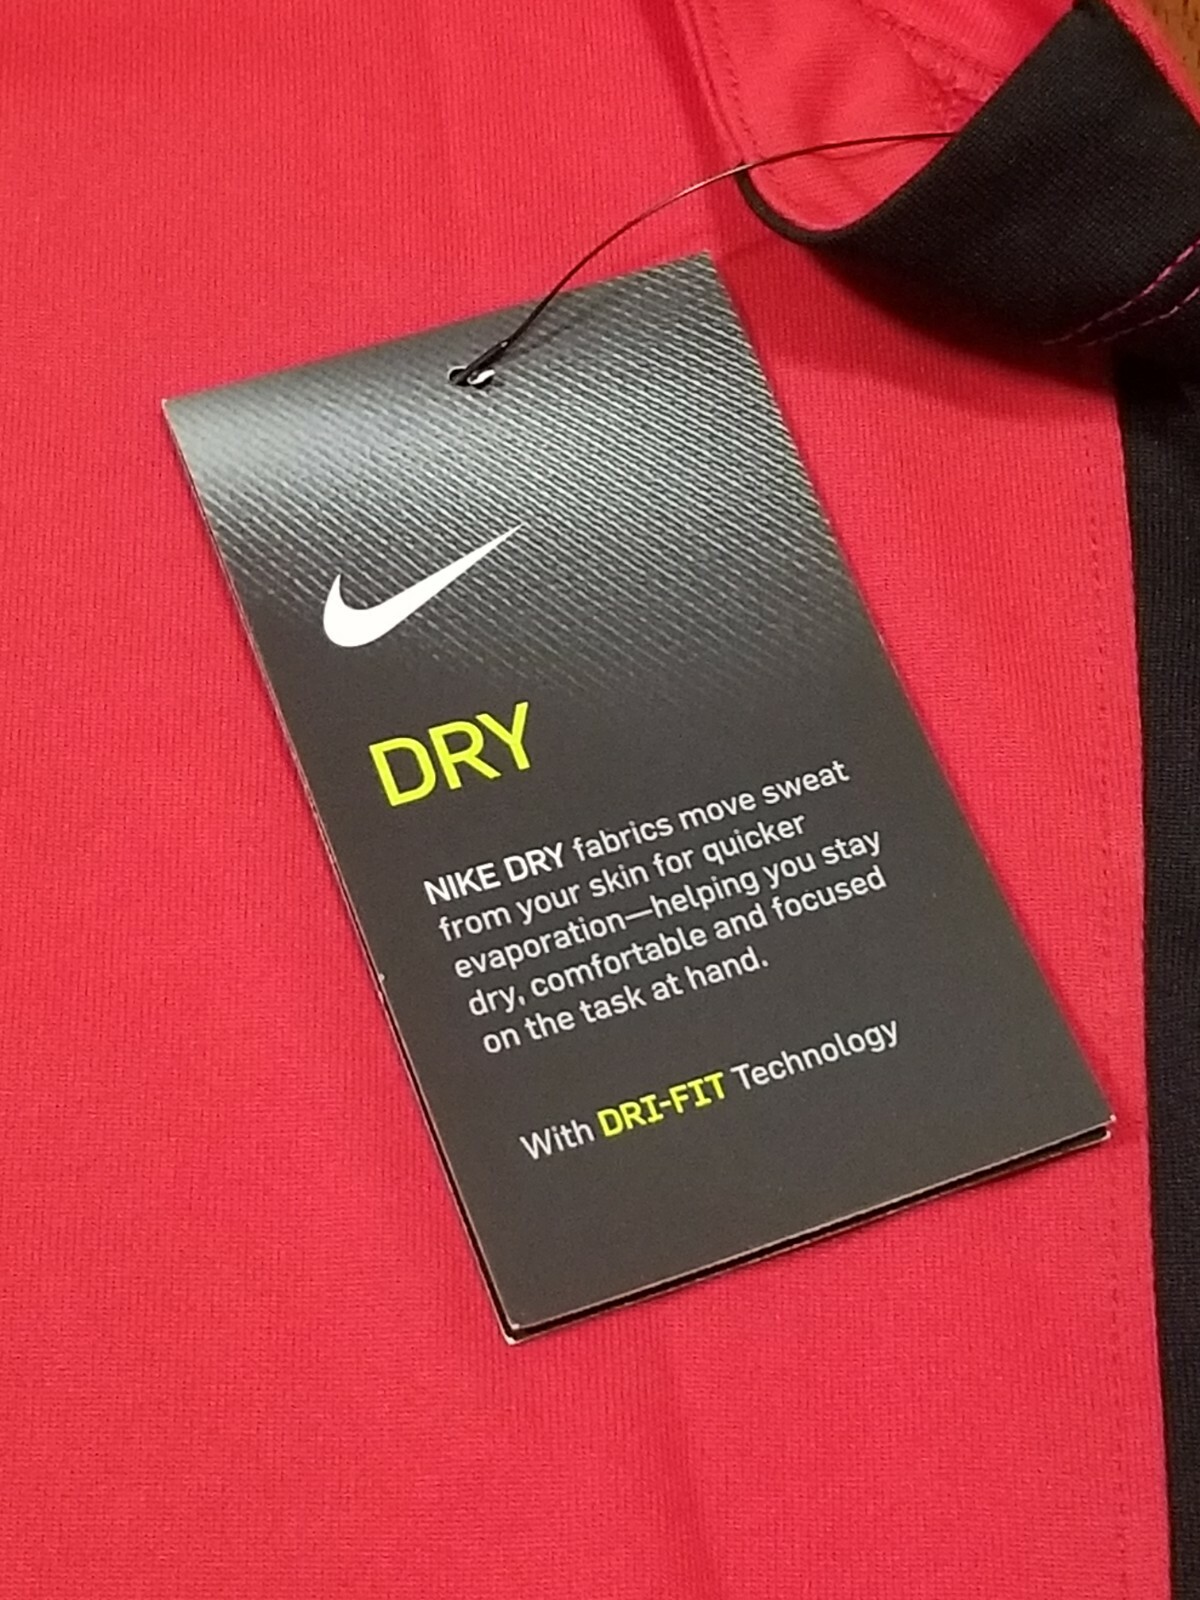 DRY
NIKE DRY fabrics move sweat
from your skin for quicker
evaporation—helping you stay
dry, comfortable and focused
on the task at hand.
With DRI-FIT Technology